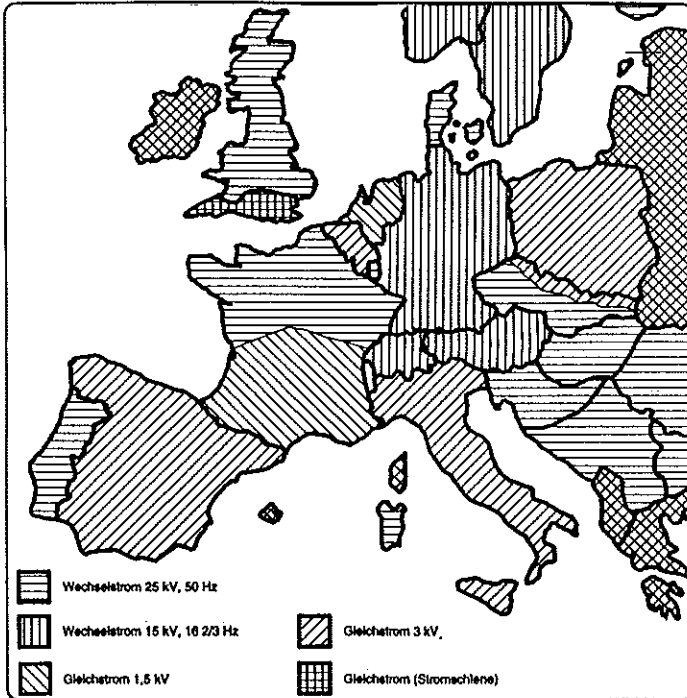 Wechselstrom 25 kV, 50 Hz
Wechselstrom 15 kV, 16 2/3 Hz
Gleichstrom 1,5 kV
Gleichstrom 3 kV
Gleichstrom (Stromschiene)